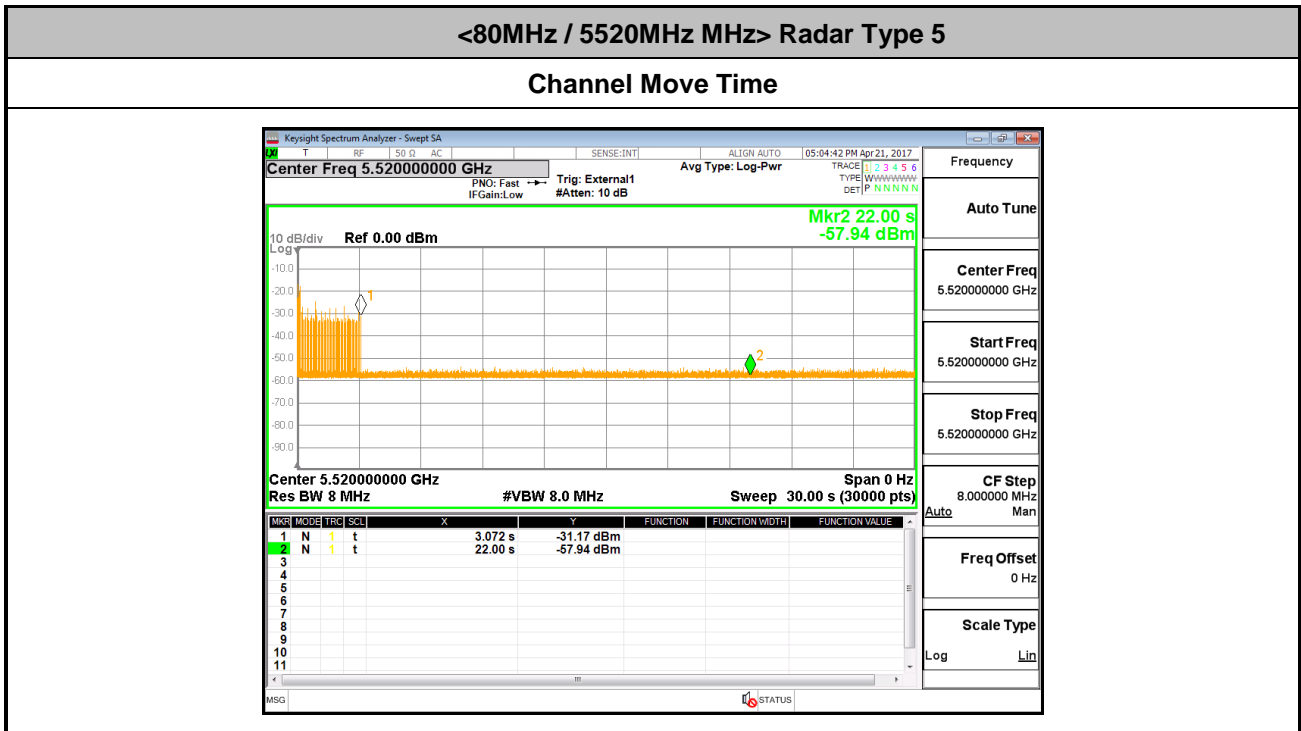 <80MHz / 5520MHz MHz> Radar Type 5
Channel Move Time
Keysight Spectrum Analyzer - Swept SA
LXI T RF 50 Ω AC SENSE:INT ALIGN AUTO 05:04:42 PM Apr 21, 2017
Center Freq 5.520000000 GHz
PNO: Fast
IFGain:Low
Trig: External1
#Atten: 10 dB
Avg Type: Log-Pwr
TRACE 1 2 3 4 5 6
TYPE WWWWWW
DET P N N N N N
Mkr2 22.00 s
-57.94 dBm
10 dB/div Ref 0.00 dBm
Log
-10.0
-20.0
-30.0
-40.0
-50.0
-60.0
-70.0
-80.0
-90.0
1
2
Center 5.520000000 GHz Span 0 Hz
Res BW 8 MHz #VBW 8.0 MHz Sweep 30.00 s (30000 pts)
MKR MODE TRC SCL X Y FUNCTION FUNCTION WIDTH FUNCTION VALUE
1 N 1 t 3.072 s -31.17 dBm
2 N 1 t 22.00 s -57.94 dBm
3
4
5
6
7
8
9
10
11
MSG STATUS
Frequency
Auto Tune
Center Freq
5.520000000 GHz
Start Freq
5.520000000 GHz
Stop Freq
5.520000000 GHz
CF Step
8.000000 MHz
Auto Man
Freq Offset
0 Hz
Scale Type
Log Lin